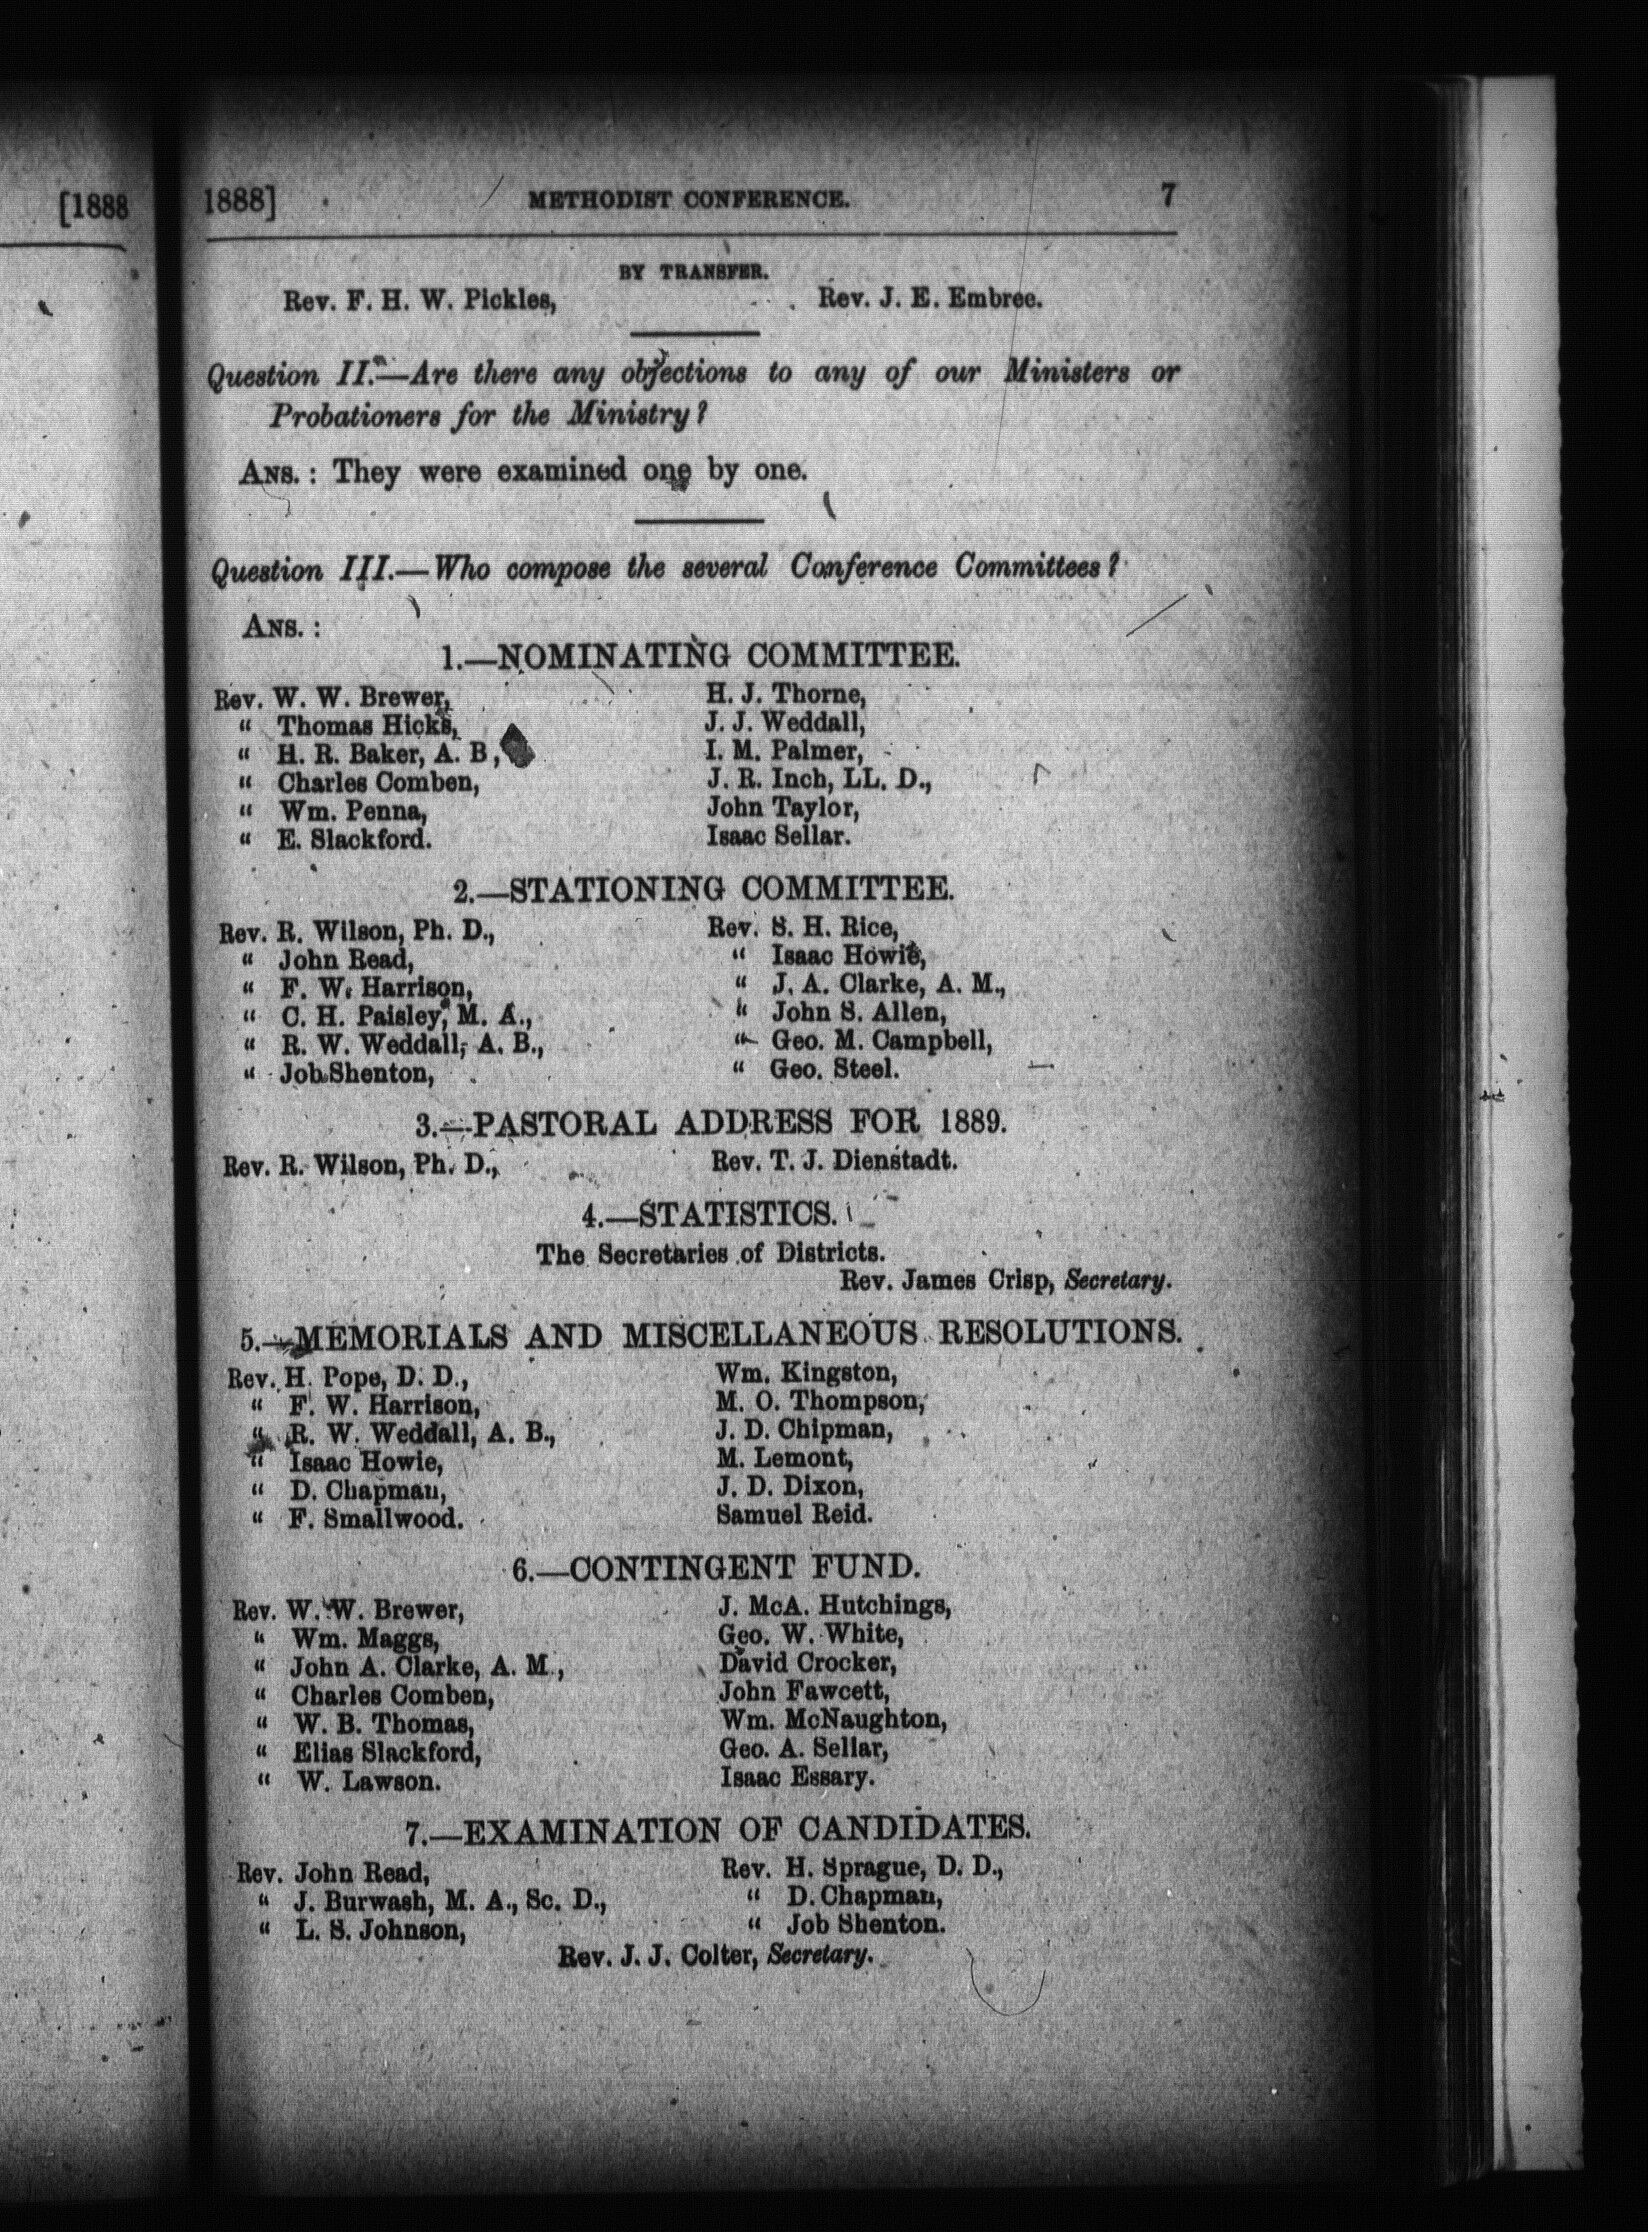 [1888
1888] METHODIST CONFERENCE. 7
BY TRANSFER.
Rev. F. H. W. Pickles, Rev. J. E. Embree.
Question II.—Are there any objections to any of our Ministers or
Probationers for the Ministry?
ANS. : They were examined one by one.
Question III.—Who compose the several Conference Committees?
ANS. :
1.—NOMINATING COMMITTEE.
Rev. W. W. Brewer, H. J. Thorne,
“ Thomas Hicks, J. J. Weddall,
“ H. R. Baker, A. B, I. M. Palmer,
“ Charles Comben, J. R. Inch, LL. D.,
“ Wm. Penna, John Taylor,
“ E. Slackford. Isaac Sellar.
2.—STATIONING COMMITTEE.
Rev. R. Wilson, Ph. D., Rev. S. H. Rice,
“ John Read, “ Isaac Howie,
“ F. W. Harrison, “ J. A. Clarke, A. M.,
“ C. H. Paisley, M. A., “ John S. Allen,
“ R. W. Weddall, A. B., “ Geo. M. Campbell,
“ Job Shenton, “ Geo. Steel.
3.—PASTORAL ADDRESS FOR 1889.
Rev. R. Wilson, Ph. D., Rev. T. J. Dienstadt.
4.—STATISTICS.
The Secretaries of Districts.
Rev. James Crisp, Secretary.
5.—MEMORIALS AND MISCELLANEOUS RESOLUTIONS.
Rev. H. Pope, D. D., Wm. Kingston,
“ F. W. Harrison, M. O. Thompson,
“ R. W. Weddall, A. B., J. D. Chipman,
“ Isaac Howie, M. Lemont,
“ D. Chapman, J. D. Dixon,
“ F. Smallwood. Samuel Reid.
6.—CONTINGENT FUND.
Rev. W. W. Brewer, J. McA. Hutchings,
“ Wm. Maggs, Geo. W. White,
“ John A. Clarke, A. M., David Crocker,
“ Charles Comben, John Fawcett,
“ W. B. Thomas, Wm. McNaughton,
“ Elias Slackford, Geo. A. Sellar,
“ W. Lawson. Isaac Essary.
7.—EXAMINATION OF CANDIDATES.
Rev. John Read, Rev. H. Sprague, D. D.,
“ J. Burwash, M. A., Sc. D., “ D. Chapman,
“ L. S. Johnson, “ Job Shenton.
Rev. J. J. Colter, Secretary.